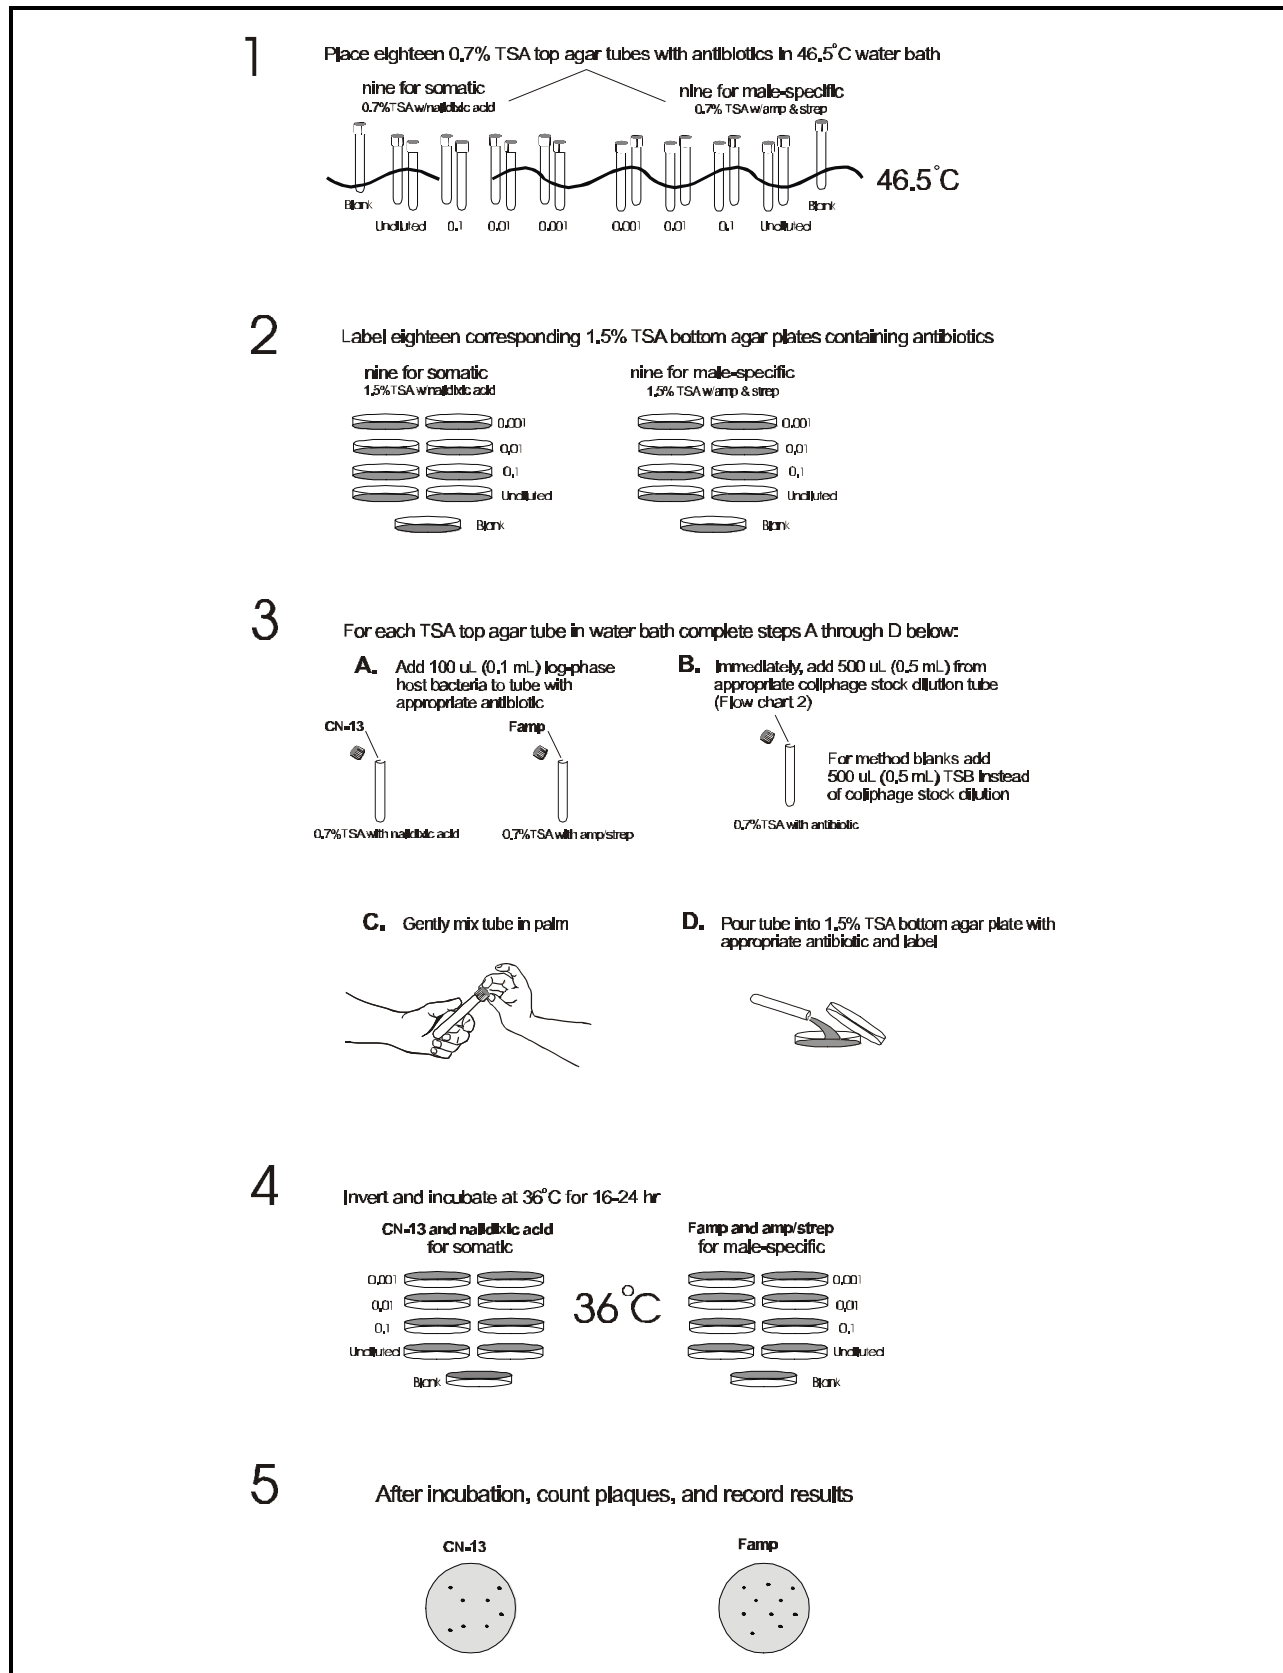 1
Place eighteen 0.7% TSA top agar tubes with antibiotics in 46.5°C water bath
nine for somatic
0.7%TSA w/nalidixic acid
nine for male-specific
0.7% TSA w/amp & strep
46.5°C
Blank
Undiluted 0.1 0.01 0.001
0.001 0.01 0.1 Undiluted
Blank
2
Label eighteen corresponding 1.5% TSA bottom agar plates containing antibiotics
nine for somatic
1.5%TSA w/nalidixic acid
0.001
0.01
0.1
Undiluted
Blank
nine for male-specific
1.5% TSA w/amp & strep
0.001
0.01
0.1
Undiluted
Blank
3
For each TSA top agar tube in water bath complete steps A through D below:
A. Add 100 uL (0.1 mL) log-phase
host bacteria to tube with
appropriate antibiotic
CN-13
Famp
0.7%TSA with nalidixic acid
0.7%TSA with amp/strep
B. Immediately, add 500 uL (0.5 mL) from
appropriate coliphage stock dilution tube
(Flow chart 2)
For method blanks add
500 uL (0.5 mL) TSB instead
of coliphage stock dilution
0.7%TSA with antibiotic
C. Gently mix tube in palm
D. Pour tube into 1.5% TSA bottom agar plate with
appropriate antibiotic and label
4
Invert and incubate at 36°C for 16-24 hr
CN-13 and nalidixic acid
for somatic
0.001
0.01
0.1
Undiluted
Blank
36°C
Famp and amp/strep
for male-specific
0.001
0.01
0.1
Undiluted
Blank
5
After incubation, count plaques, and record results
CN-13
Famp